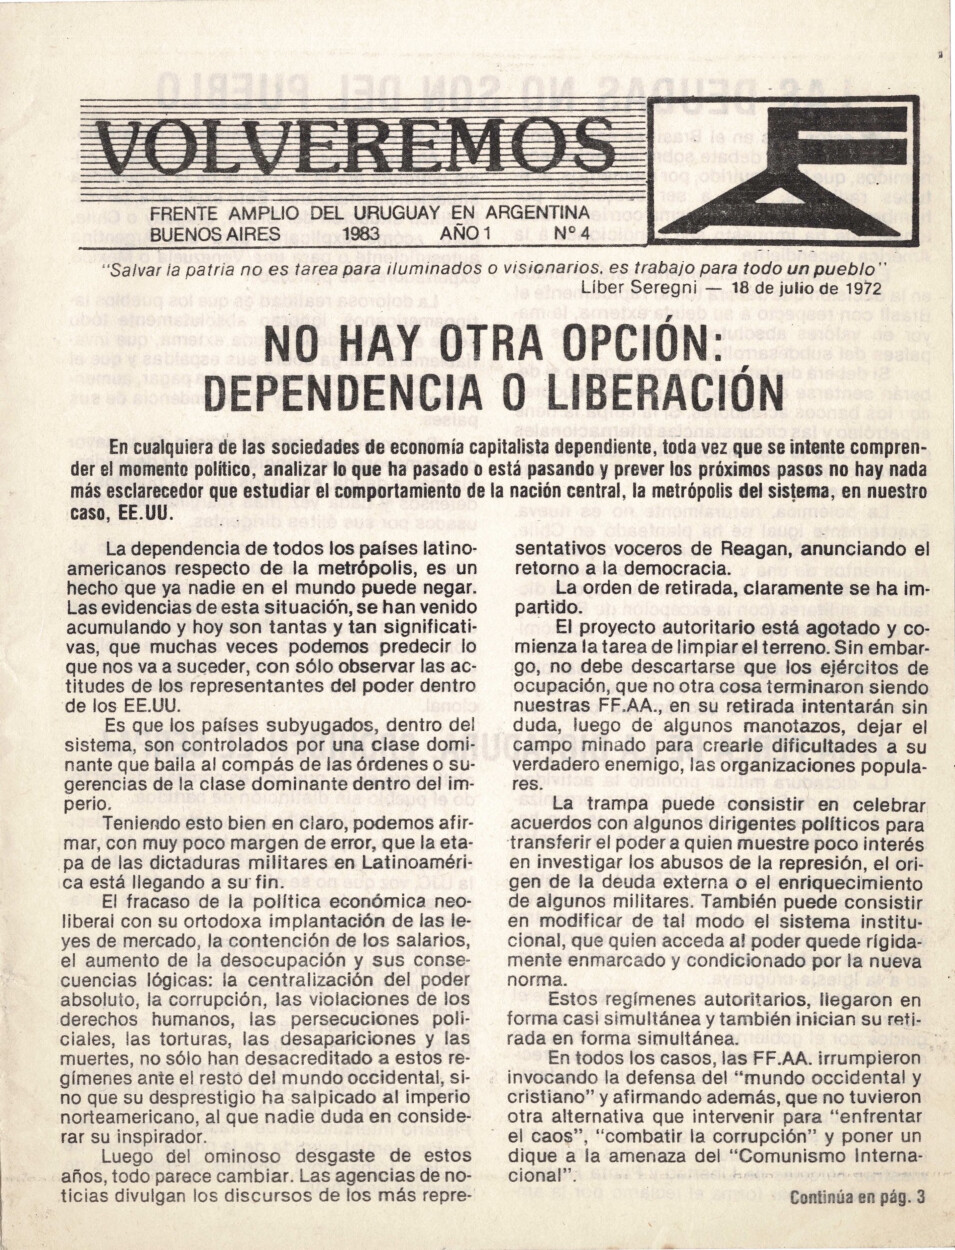 VOLVEREMOS
FA
FRENTE AMPLIO DEL URUGUAY EN ARGENTINA
BUENOS AIRES 1983 AÑO 1 Nº 4
"Salvar la patria no es tarea para iluminados o visionarios, es trabajo para todo un pueblo"
Líber Seregni — 18 de julio de 1972
NO HAY OTRA OPCIÓN:
DEPENDENCIA O LIBERACIÓN
En cualquiera de las sociedades de economía capitalista dependiente, toda vez que se intente compren-
der el momento político, analizar lo que ha pasado o está pasando y prever los próximos pasos no hay nada
más esclarecedor que estudiar el comportamiento de la nación central, la metrópolis del sistema, en nuestro
caso, EE.UU.
La dependencia de todos los países latino-
americanos respecto de la metrópolis, es un
hecho que ya nadie en el mundo puede negar.
Las evidencias de esta situación, se han venido
acumulando y hoy son tantas y tan significati-
vas, que muchas veces podemos predecir lo
que nos va a suceder, con sólo observar las ac-
titudes de los representantes del poder dentro
de los EE.UU.
Es que los países subyugados, dentro del
sistema, son controlados por una clase domi-
nante que baila al compás de las órdenes o su-
gerencias de la clase dominante dentro del im-
perio.
Teniendo esto bien en claro, podemos afir-
mar, con muy poco margen de error, que la eta-
pa de las dictaduras militares en Latinoaméri-
ca está llegando a su fin.
El fracaso de la política económica neo-
liberal con su ortodoxa implantación de las le-
yes de mercado, la contención de los salarios,
el aumento de la desocupación y sus conse-
cuencias lógicas: la centralización del poder
absoluto, la corrupción, las violaciones de los
derechos humanos, las persecuciones poli-
ciales, las torturas, las desapariciones y las
muertes, no sólo han desacreditado a estos re-
gímenes ante el resto del mundo occidental, si-
no que su desprestigio ha salpicado al imperio
norteamericano, al que nadie duda en conside-
rar su inspirador.
Luego del ominoso desgaste de estos
años, todo parece cambiar. Las agencias de no-
ticias divulgan los discursos de los más repre-
sentativos voceros de Reagan, anunciando el
retorno a la democracia.
La orden de retirada, claramente se ha im-
partido.
El proyecto autoritario está agotado y co-
mienza la tarea de limpiar el terreno. Sin embar-
go, no debe descartarse que los ejércitos de
ocupación, que no otra cosa terminaron siendo
nuestras FF.AA., en su retirada intentarán sin
duda, luego de algunos manotazos, dejar el
campo minado para crearle dificultades a su
verdadero enemigo, las organizaciones popula-
res.
La trampa puede consistir en celebrar
acuerdos con algunos dirigentes políticos para
transferir el poder a quien muestre poco interés
en investigar los abusos de la represión, el ori-
gen de la deuda externa o el enriquecimiento
de algunos militares. También puede consistir
en modificar de tal modo el sistema institu-
cional, que quien acceda al poder quede rígida-
mente enmarcado y condicionado por la nueva
norma.
Estos regímenes autoritarios, llegaron en
forma casi simultánea y también inician su reti-
rada en forma simultánea.
En todos los casos, las FF.AA. irrumpieron
invocando la defensa del "mundo occidental y
cristiano" y afirmando además, que no tuvieron
otra alternativa que intervenir para "enfrentar
el caos", "combatir la corrupción" y poner un
dique a la amenaza del "Comunismo Interna-
cional".
Continúa en pág. 3